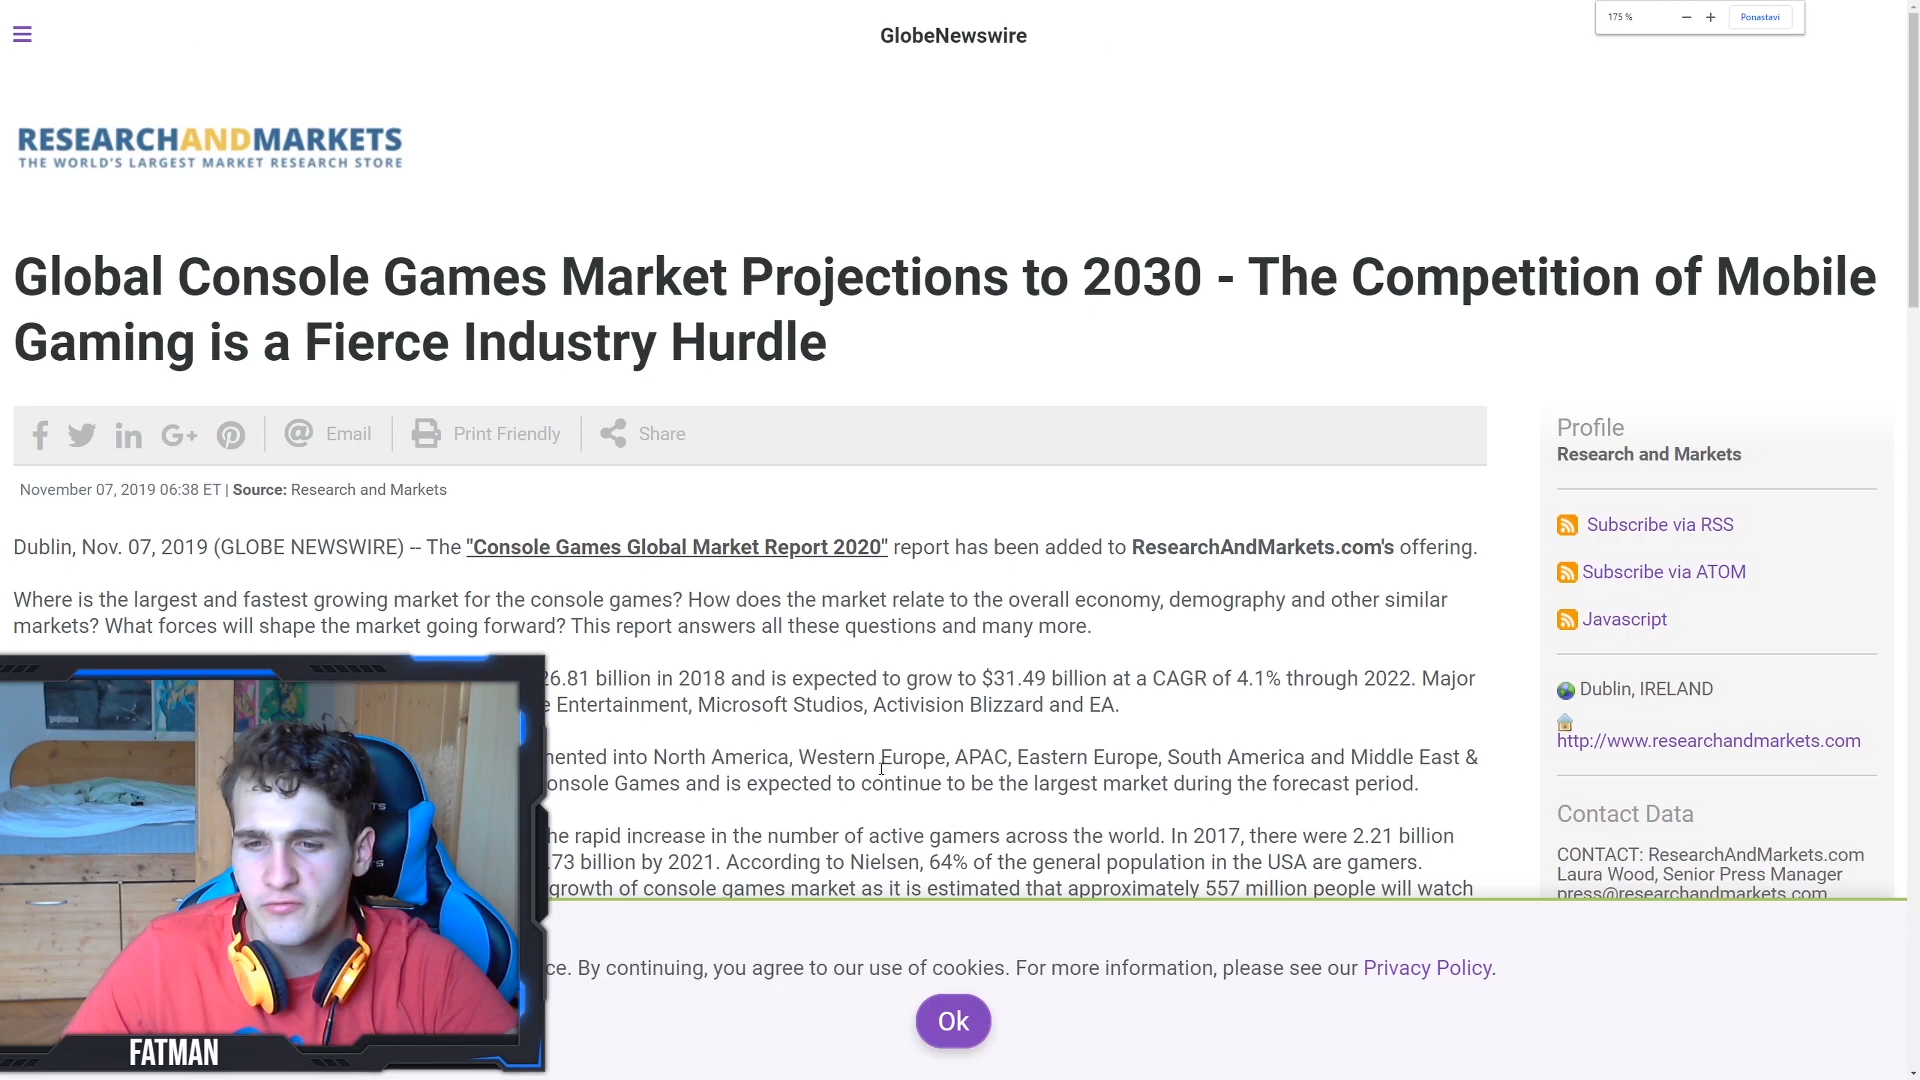 GlobeNewswire
175 %
Ponastavi
RESEARCHANDMARKETS
THE WORLD'S LARGEST MARKET RESEARCH STORE
Global Console Games Market Projections to 2030 - The Competition of Mobile
Gaming is a Fierce Industry Hurdle
Email
Print Friendly
Share
November 07, 2019 06:38 ET | Source: Research and Markets
Dublin, Nov. 07, 2019 (GLOBE NEWSWIRE) -- The "Console Games Global Market Report 2020" report has been added to ResearchAndMarkets.com's offering.
Where is the largest and fastest growing market for the console games? How does the market relate to the overall economy, demography and other similar
markets? What forces will shape the market going forward? This report answers all these questions and many more.
26.81 billion in 2018 and is expected to grow to $31.49 billion at a CAGR of 4.1% through 2022. Major
e Entertainment, Microsoft Studios, Activision Blizzard and EA.
mented into North America, Western Europe, APAC, Eastern Europe, South America and Middle East &
onsole Games and is expected to continue to be the largest market during the forecast period.
he rapid increase in the number of active gamers across the world. In 2017, there were 2.21 billion
.73 billion by 2021. According to Nielsen, 64% of the general population in the USA are gamers.
growth of console games market as it is estimated that approximately 557 million people will watch
Profile
Research and Markets
Subscribe via RSS
Subscribe via ATOM
Javascript
Dublin, IRELAND
http://www.researchandmarkets.com
Contact Data
CONTACT: ResearchAndMarkets.com
Laura Wood, Senior Press Manager
press@researchandmarkets.com
ce. By continuing, you agree to our use of cookies. For more information, please see our Privacy Policy.
Ok
FATMAN